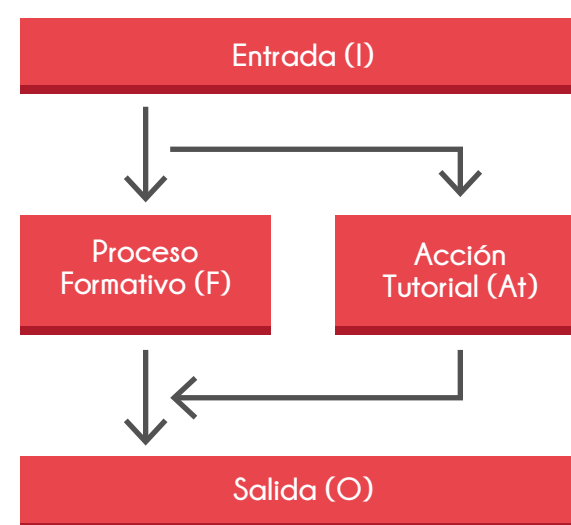 Entrada (I)
Proceso
Formativo (F)
Acción
Tutorial (At)
Salida (O)